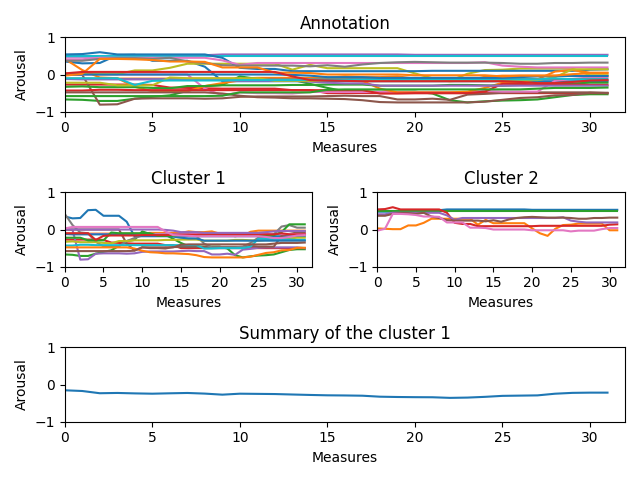 Annotation
1
0
−1
Arousal
0 5 10 15 20 25 30
Measures
Cluster 1 Cluster 2
1 1
0 0
−1 −1
Arousal Arousal
0 5 10 15 20 25 30 0 5 10 15 20 25 30
Measures Measures
Summary of the cluster 1
1
0
−1
Arousal
0 5 10 15 20 25 30
Measures